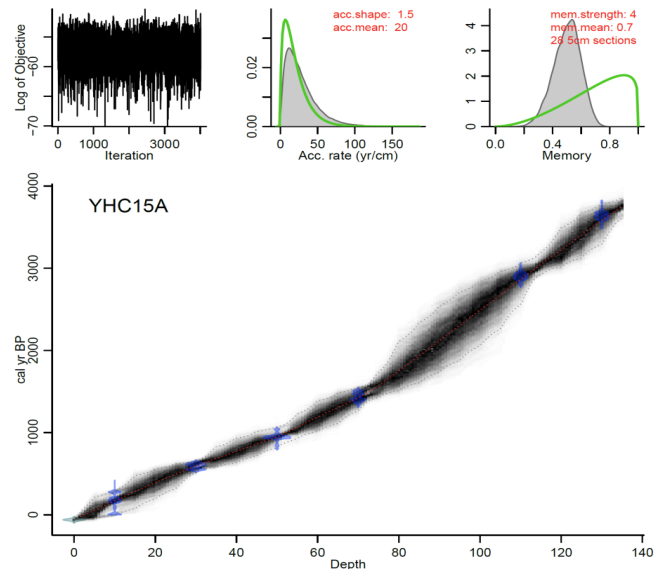 Log of Objective
-60
-70
0 1000 3000
Iteration
acc.shape: 1.5
acc.mean: 20
0.00 0.02
0 50 100 150
Acc. rate (yr/cm)
mem.strength: 4
mem.mean: 0.7
28 5cm sections
0 1 2 3 4
0.0 0.4 0.8
Memory
YHC15A
cal yr BP
0 1000 2000 3000 4000
0 20 40 60 80 100 120 140
Depth